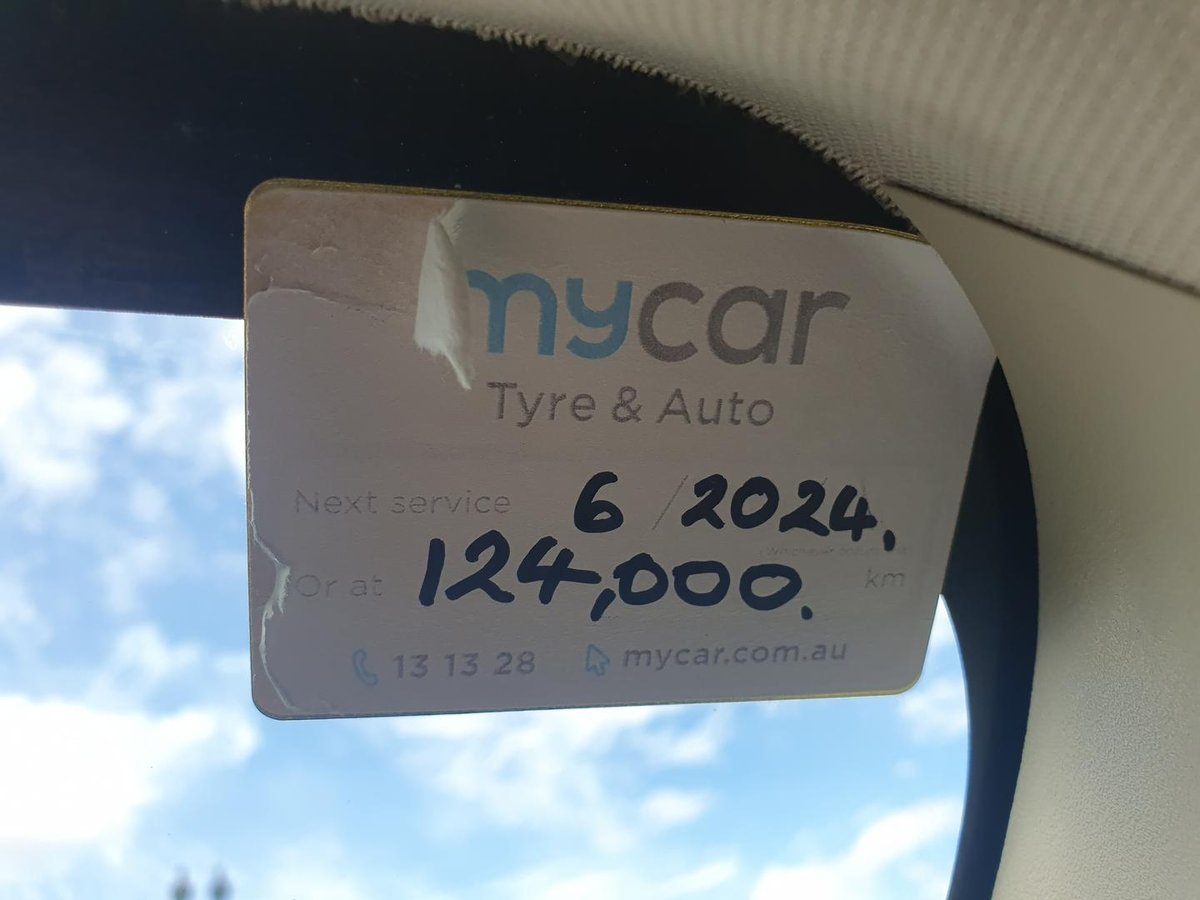 mycar
Tyre & Auto
Next service 6/2024.
Or at 124,000. km
13 13 28 mycar.com.au